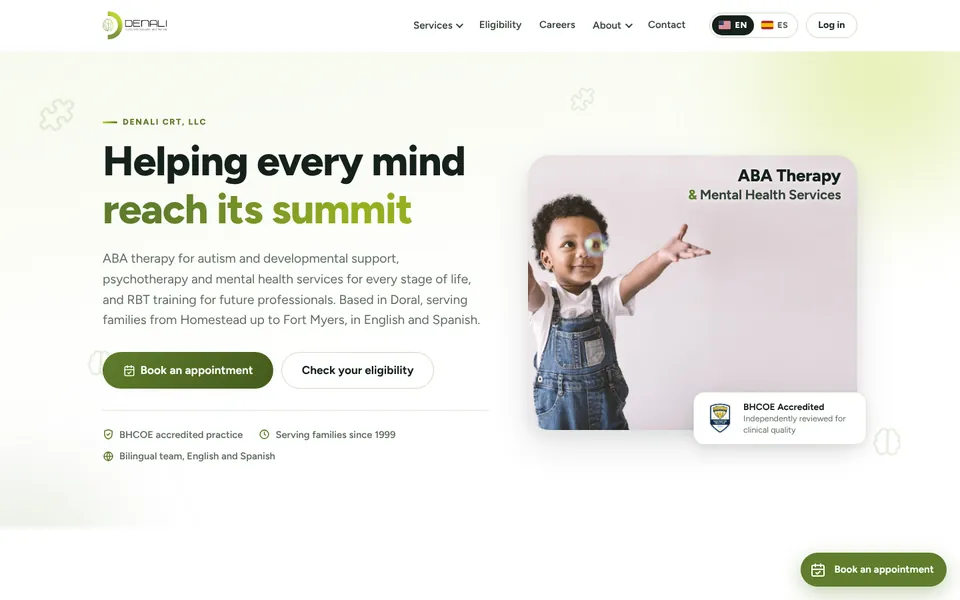 DENALI
Services
Eligibility
Careers
About
Contact
EN
ES
Log in
DENALI CRT, LLC
Helping every mind
reach its summit
ABA therapy for autism and developmental support,
psychotherapy and mental health services for every stage of life,
and RBT training for future professionals. Based in Doral, serving
families from Homestead up to Fort Myers, in English and Spanish.
Book an appointment
Check your eligibility
BHCOE accredited practice
Serving families since 1999
Bilingual team, English and Spanish
ABA Therapy
& Mental Health Services
BHCOE Accredited
Independently reviewed for
clinical quality
Book an appointment